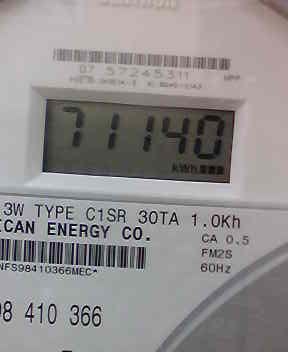 07 57245311
71140
kWh
3W TYPE C1SR 30TA 1.0Kh
ICAN ENERGY CO.
CA 0.5
FM2S
60Hz
NFS98410366MEC*
98 410 366